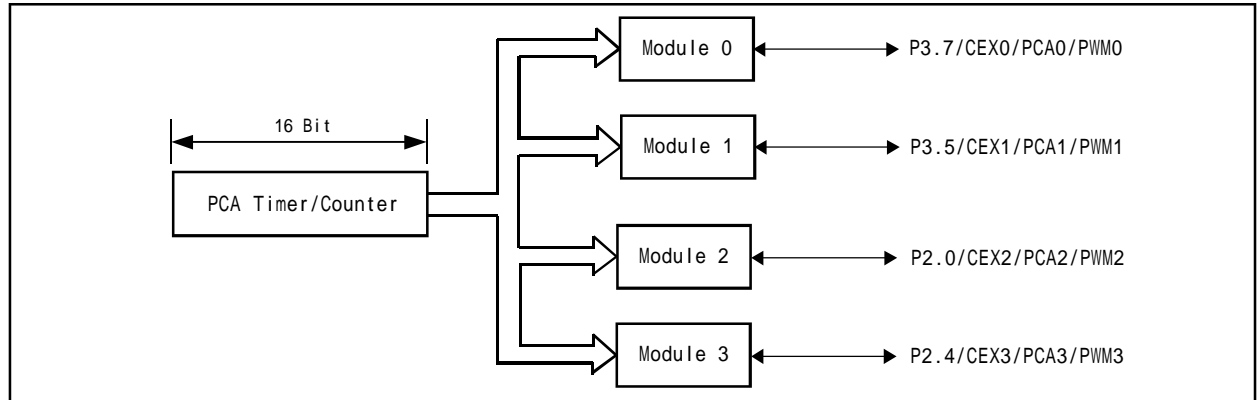 Module 0
P3.7/CEX0/PCA0/PWM0
16 Bit
Module 1
P3.5/CEX1/PCA1/PWM1
PCA Timer/Counter
Module 2
P2.0/CEX2/PCA2/PWM2
Module 3
P2.4/CEX3/PCA3/PWM3